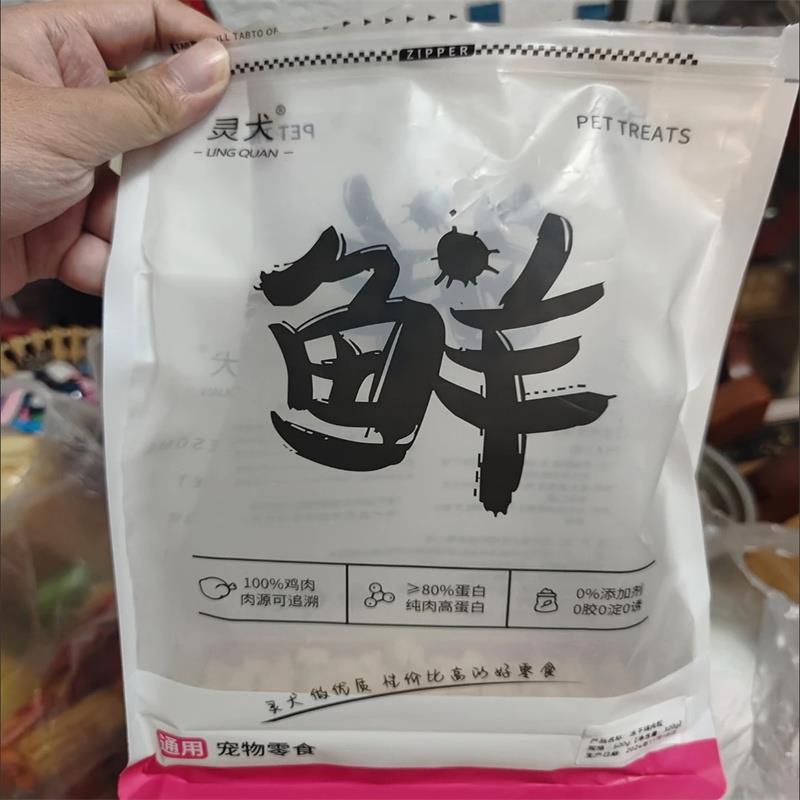 ZIPPER
灵犬®
LING QUAN
PET TREATS
鲜
100%鸡肉
肉源可追溯
≥80%蛋白
纯肉高蛋白
0%添加剂
0胶0淀0诱
灵犬 做优质 性价比高的好零食
通用 宠物零食